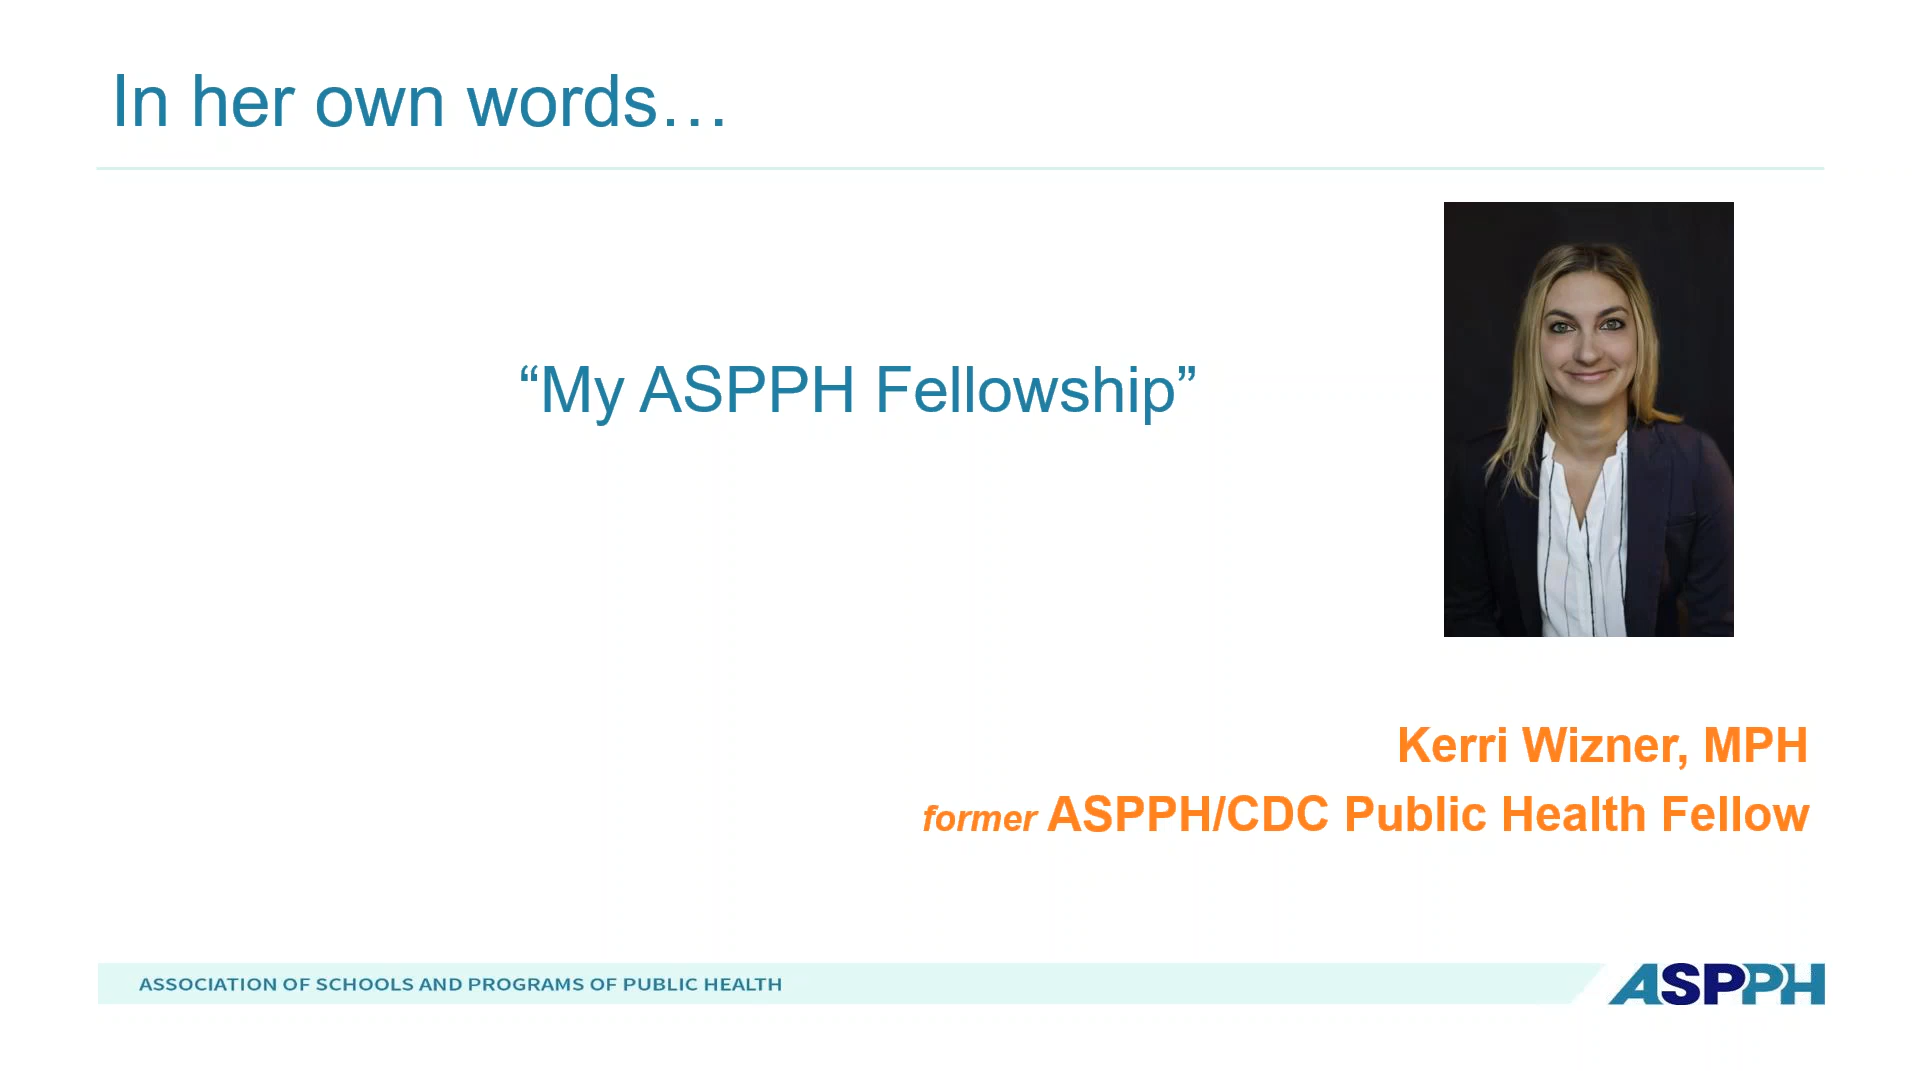 In her own words…
“My ASPPH Fellowship”
Kerri Wizner, MPH
former ASPPH/CDC Public Health Fellow
ASSOCIATION OF SCHOOLS AND PROGRAMS OF PUBLIC HEALTH
ASPPH